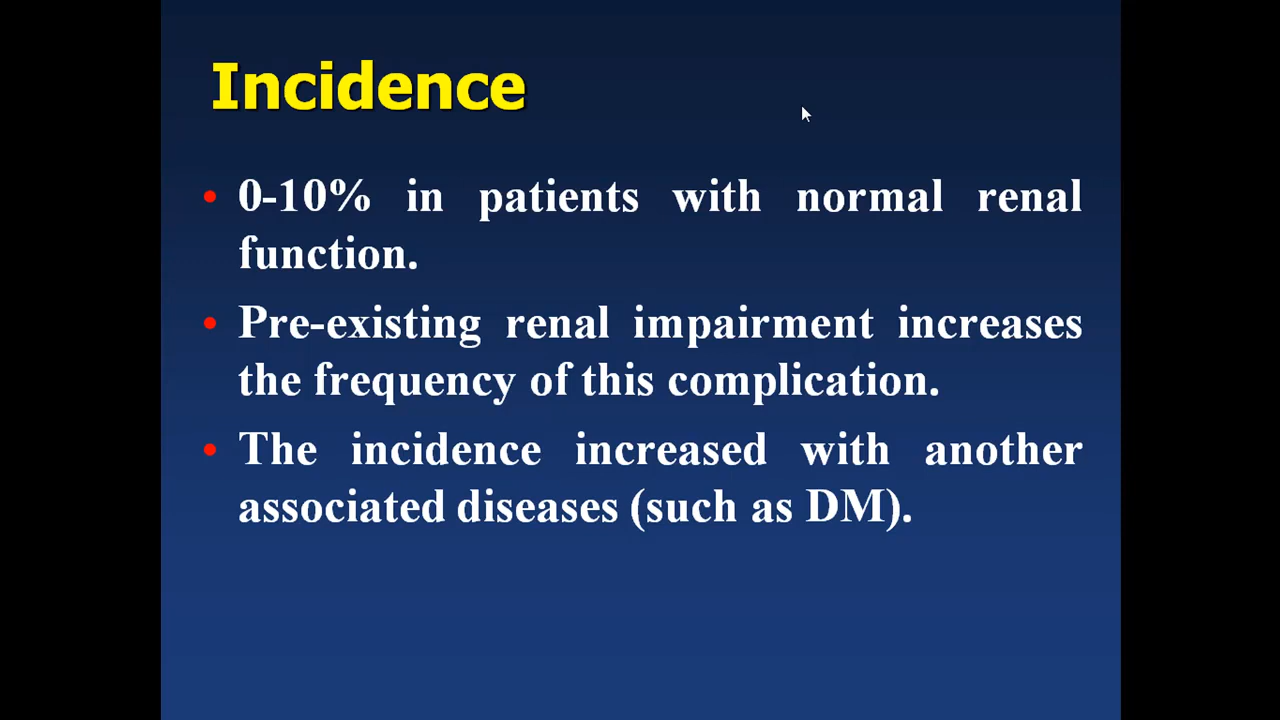 Incidence
• 0-10% in patients with normal renal
function.
• Pre-existing renal impairment increases
the frequency of this complication.
• The incidence increased with another
associated diseases (such as DM).